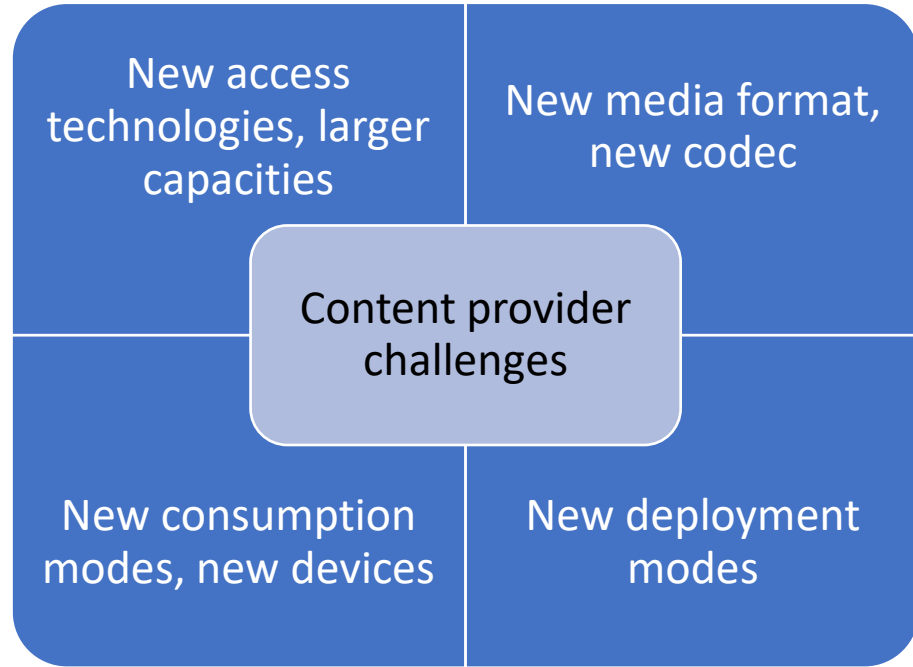 New access
technologies, larger
capacities
New media format,
new codec
Content provider
challenges
New consumption
modes, new devices
New deployment
modes